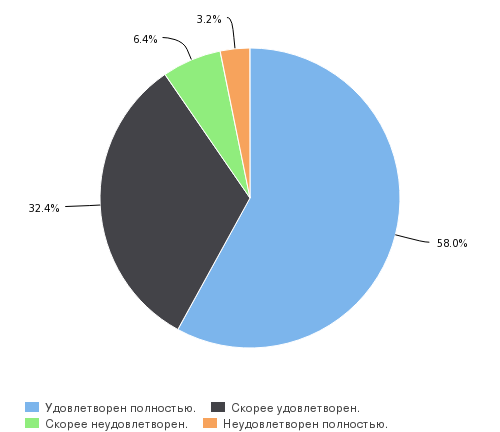 3.2%
6.4%
32.4%
58.0%
Удовлетворен полностью. Скорее удовлетворен.
Скорее неудовлетворен. Неудовлетворен полностью.